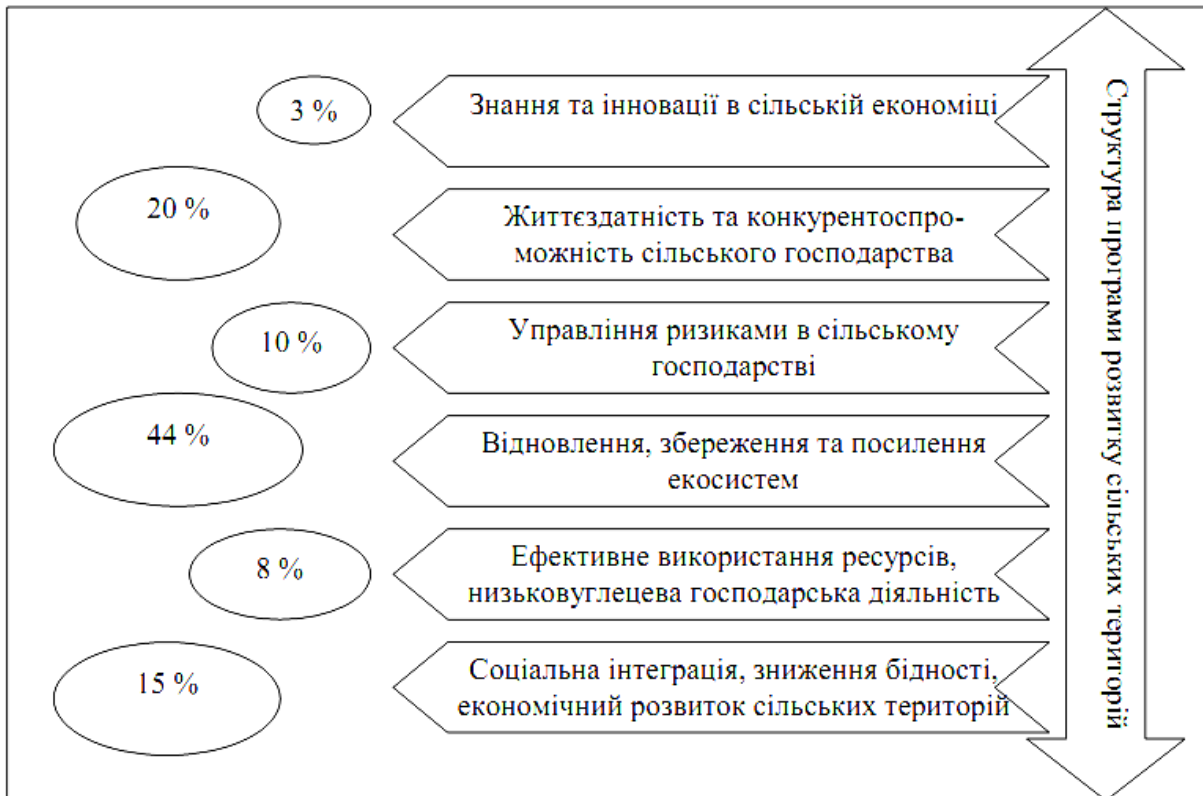 3 %
Знання та інновації в сільській економіці
20 %
Життєздатність та конкурентоспро-
можність сільського господарства
10 %
Управління ризиками в сільському
господарстві
44 %
Відновлення, збереження та посилення
екосистем
8 %
Ефективне використання ресурсів,
низьковуглецева господарська діяльність
15 %
Соціальна інтеграція, зниження бідності,
економічний розвиток сільських територій
Структура програми розвитку сільських територій